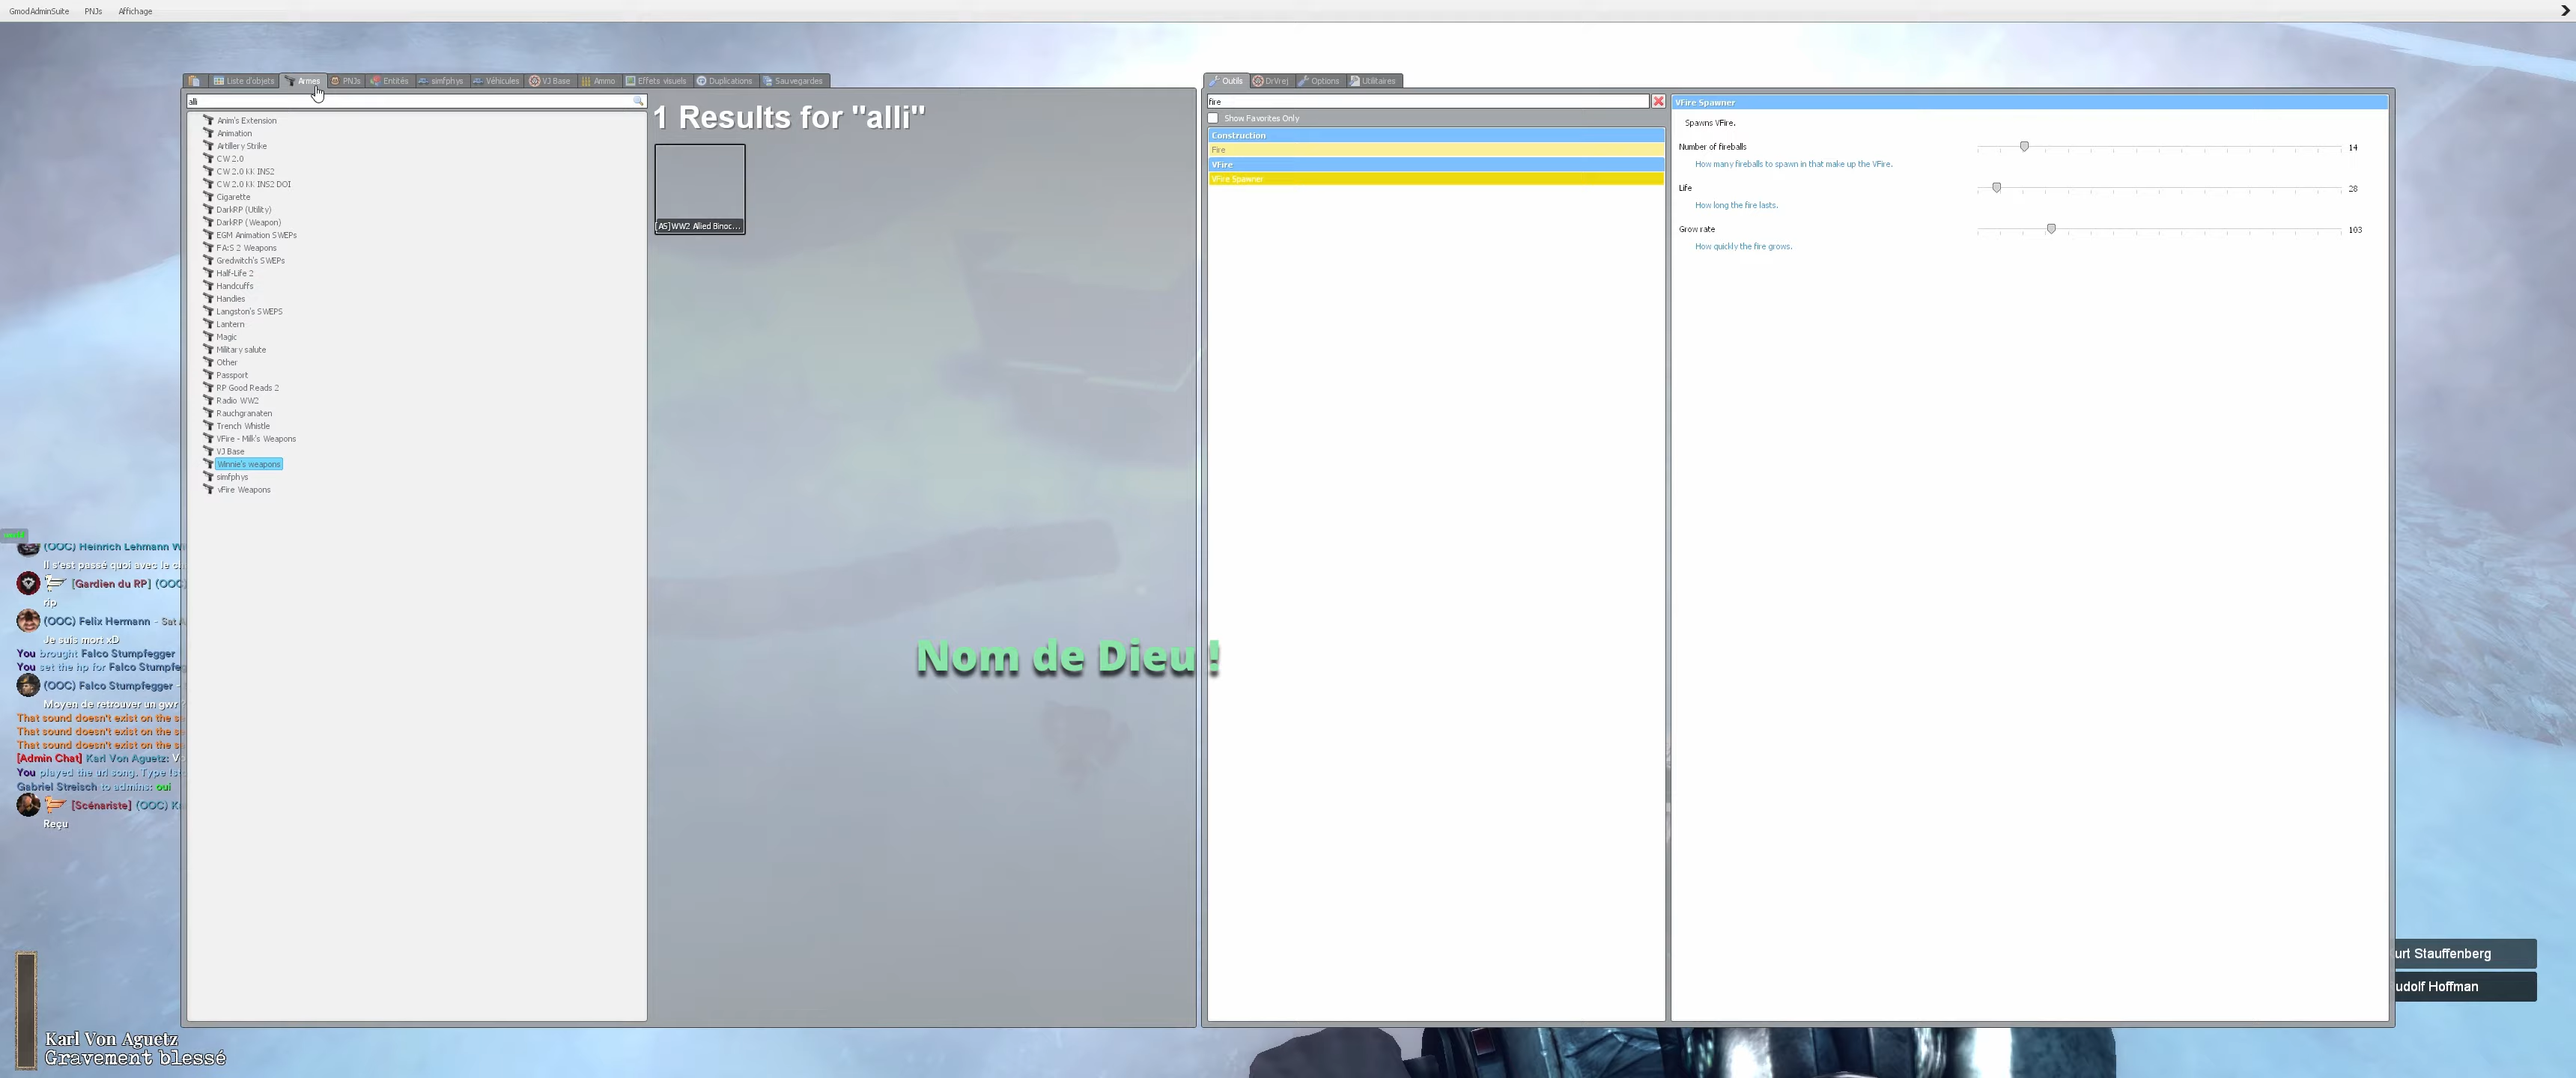 GmodAdminSuite PNJs Affichage
Liste d'objets Armes PNJs Entités simfphys Véhicules VJ Base Ammo Effets visuels Duplications Sauvegardes
alli
Anim's Extension
Animation
Artillery Strike
CW 2.0
CW 2.0 KK INS2
CW 2.0 KK INS2 DOI
Cigarette
DarkRP (Utility)
DarkRP (Weapon)
EGM Animation SWEPs
FA:S 2 Weapons
Gredwitch's SWEPs
Half-Life 2
Handcuffs
Handies
Langston's SWEPS
Lantern
Magic
Military salute
Other
Passport
RP Good Reads 2
Radio WW2
Rauchgranaten
Trench Whistle
VFire - Milk's Weapons
VJ Base
Winnie's weapons
simfphys
vFire Weapons
1 Results for "alli"
[AS]WW2 Allied Binoc...
Outils DrVrej Options Utilitaires
fire
Show Favorites Only
Construction
Fire
VFire
VFire Spawner
VFire Spawner
Spawns VFire.
Number of fireballs 14
How many fireballs to spawn in that make up the VFire.
Life 28
How long the fire lasts.
Grow rate 103
How quickly the fire grows.
(OOC) Heinrich Lehmann
Il s'est passé quoi avec le
[Gardien du RP] (OOC)
rip
(OOC) Felix Hermann - Sat
Je suis mort xD
You brought Falco Stumpfegger
You set the hp for Falco Stumpfeg
(OOC) Falco Stumpfegger -
Moyen de retrouver un gwr
That sound doesn't exist on the
That sound doesn't exist on the
That sound doesn't exist on the
[Admin Chat] Karl Von Aguetz:
You played the url song. Type
Gabriel Streisch to admins: oui
[Scénariste] (OOC)
Reçu
Nom de Dieu !
urt Stauffenberg
udolf Hoffman
Karl Von Aguetz
Gravement blessé